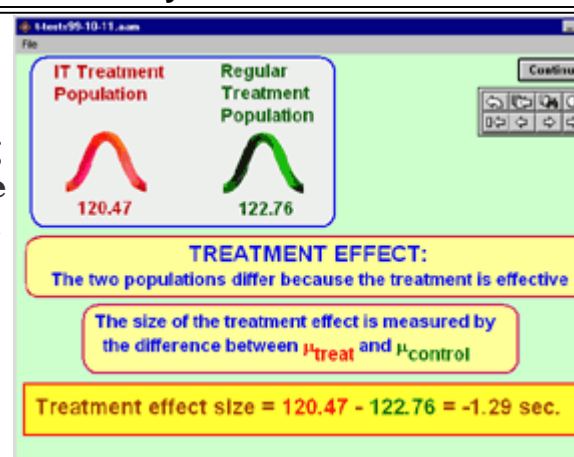 t-tests99-10-11.aam
File
IT Treatment
Population
Regular
Treatment
Population
120.47
122.76
Continu
TREATMENT EFFECT:
The two populations differ because the treatment is effective
The size of the treatment effect is measured by
the difference between μtreat and μcontrol
Treatment effect size = 120.47 - 122.76 = -1.29 sec.